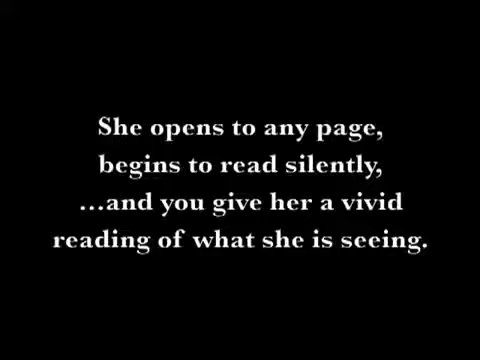 She opens to any page,
begins to read silently,
...and you give her a vivid
reading of what she is seeing.